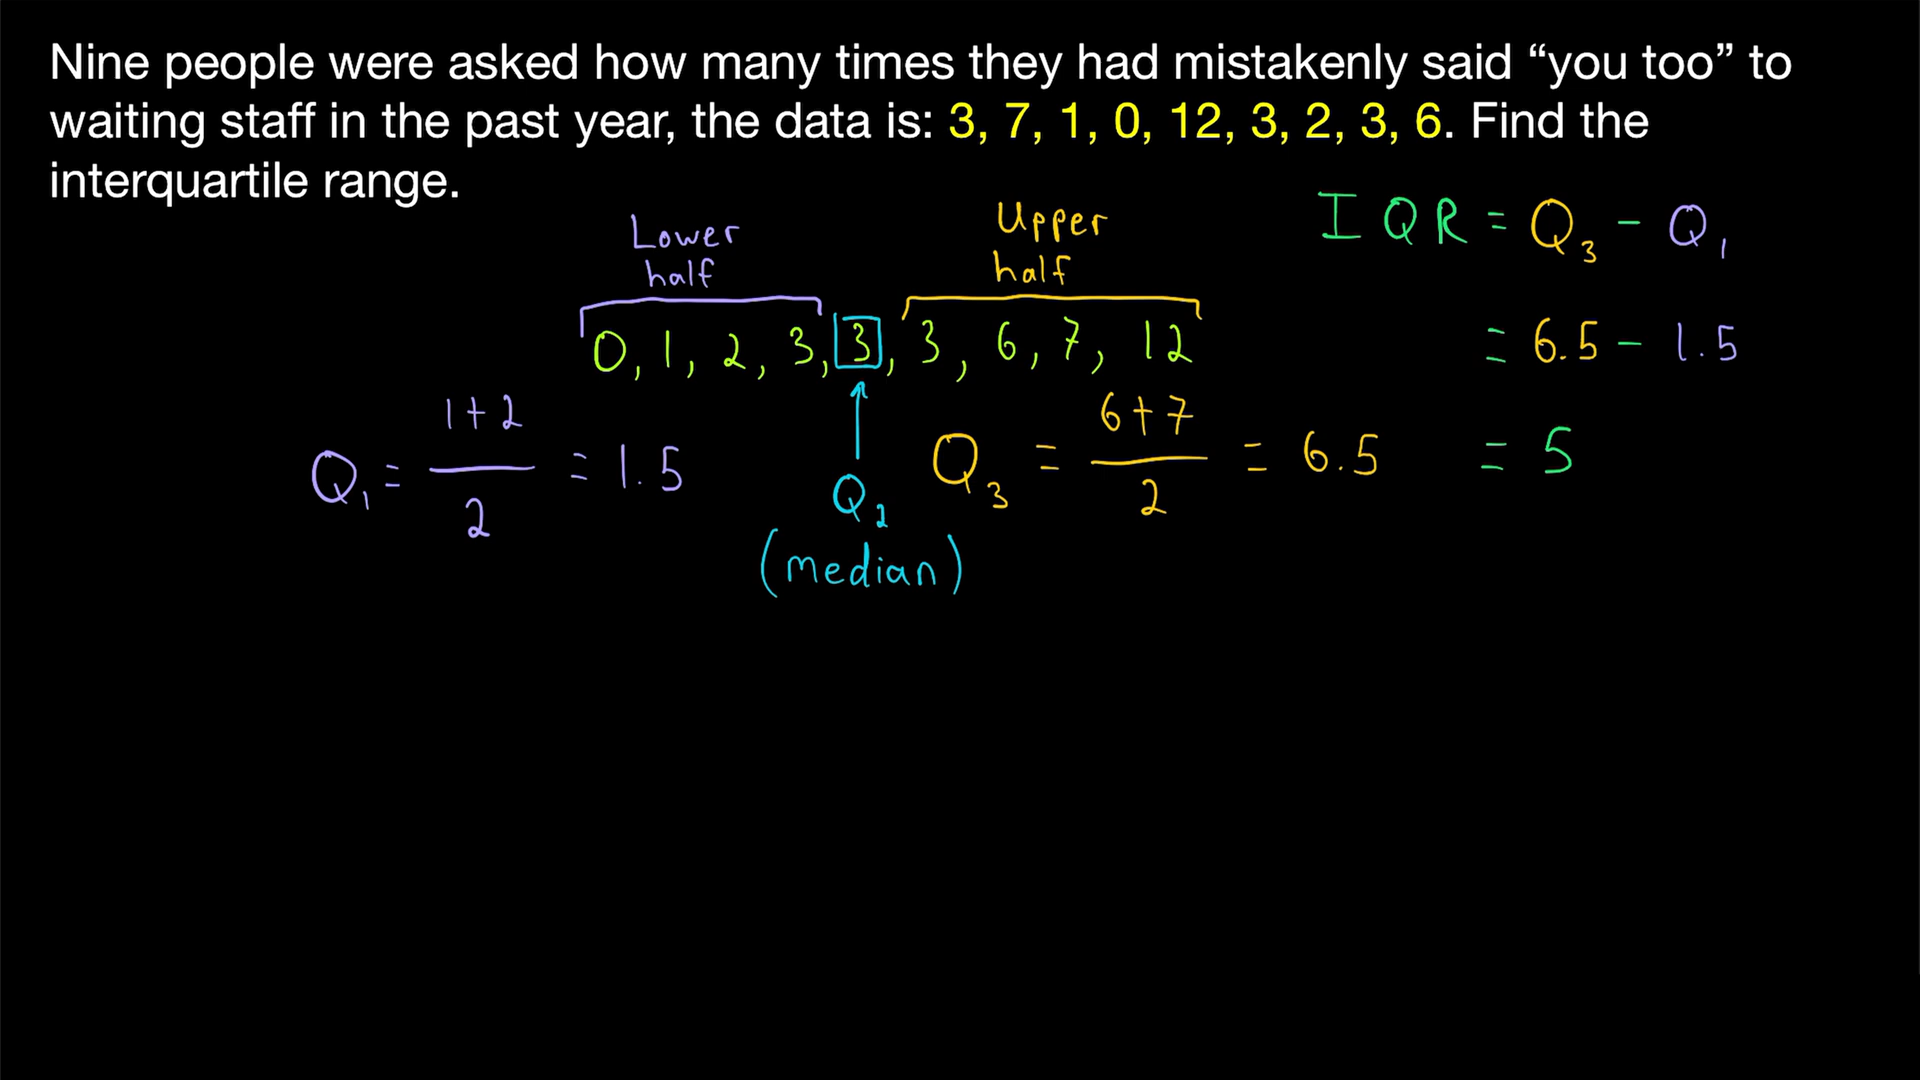 Nine people were asked how many times they had mistakenly said “you too” to
waiting staff in the past year, the data is: 3, 7, 1, 0, 12, 3, 2, 3, 6. Find the
interquartile range.
IQR = Q₃ - Q₁
= 6.5 - 1.5
= 5
Lower
half
Upper
half
0, 1, 2, 3, 3, 3, 6, 7, 12
Q₁ = (1+2)/2 = 1.5
Q₂
(median)
Q₃ = (6+7)/2 = 6.5